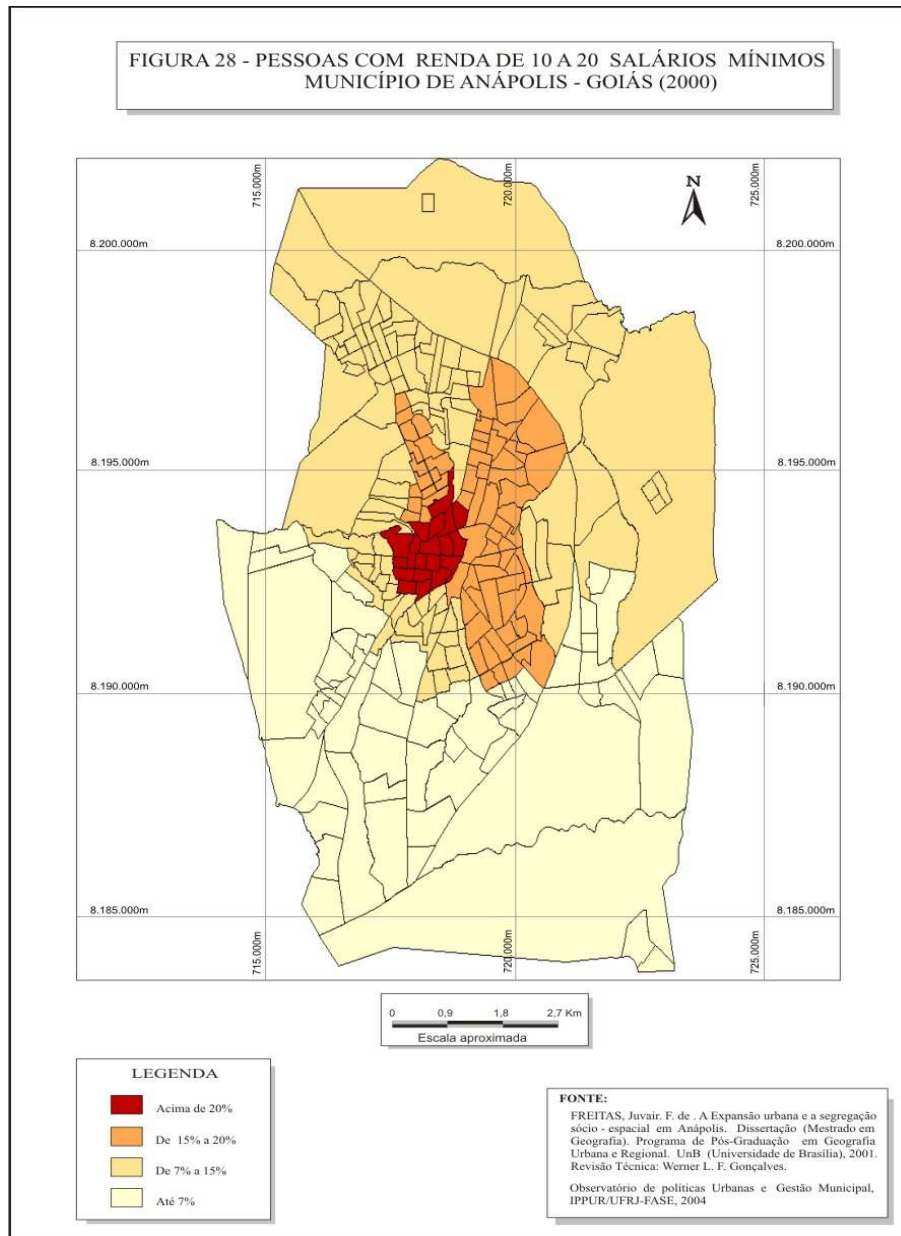 FIGURA 28 - PESSOAS COM RENDA DE 10 A 20 SALÁRIOS MÍNIMOS
MUNICÍPIO DE ANÁPOLIS - GOIÁS (2000)
715.000m
720.000m
725.000m
N
8.200.000m
8.200.000m
8.195.000m
8.195.000m
8.190.000m
8.190.000m
8.185.000m
8.185.000m
715.000m
720.000m
725.000m
0 0,9 1,8 2,7 Km
Escala aproximada
LEGENDA
Acima de 20%
De 15% a 20%
De 7% a 15%
Até 7%
FONTE:
FREITAS, Juvair. F. de . A Expansão urbana e a segregação
sócio - espacial em Anápolis. Dissertação (Mestrado em
Geografia). Programa de Pós-Graduação em Geografia
Urbana e Regional. UnB (Universidade de Brasília), 2001.
Revisão Técnica: Werner L. F. Gonçalves.
Observatório de políticas Urbanas e Gestão Municipal,
IPPUR/UFRJ-FASE, 2004